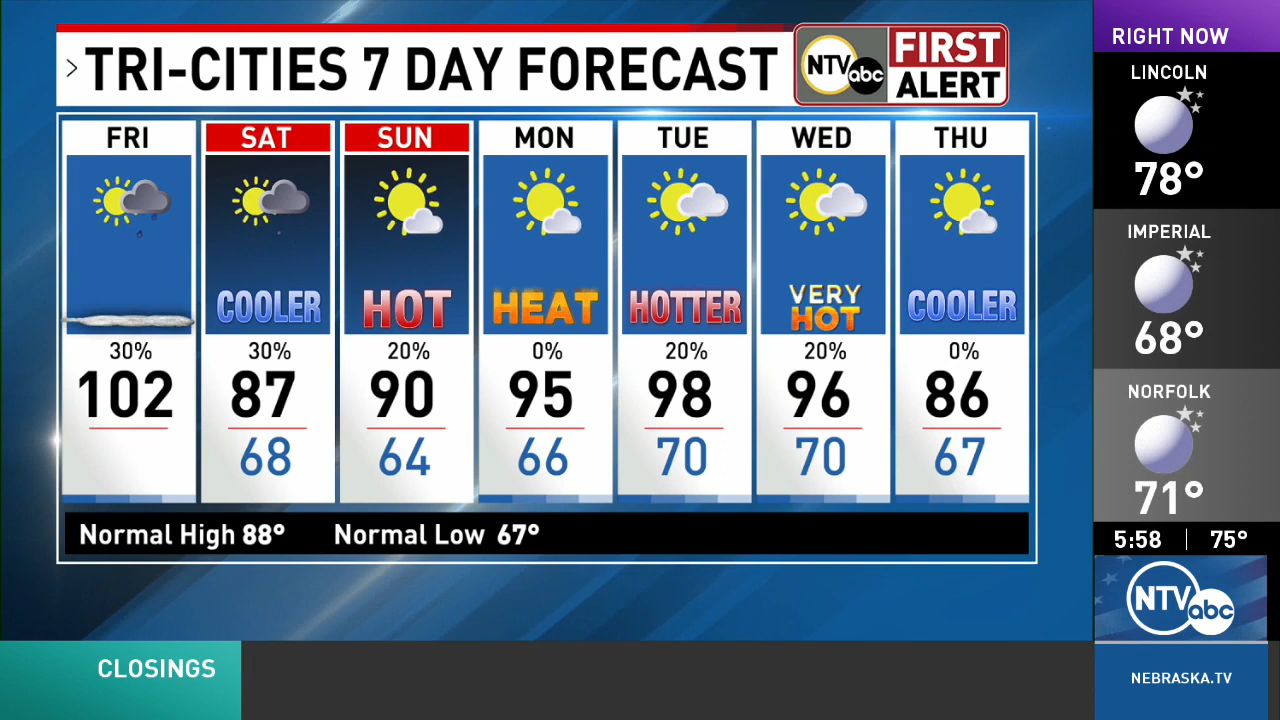 TRI-CITIES 7 DAY FORECAST
NTV abc
FIRST
ALERT
FRI SAT SUN MON TUE WED THU
COOLER HOT HEAT HOTTER VERY HOT COOLER
30% 30% 20% 0% 20% 20% 0%
102 87 90 95 98 96 86
68 64 66 70 70 67
Normal High 88° Normal Low 67°
RIGHT NOW
LINCOLN
78°
IMPERIAL
68°
NORFOLK
71°
5:58 | 75°
NTV abc
NEBRASKA.TV
CLOSINGS